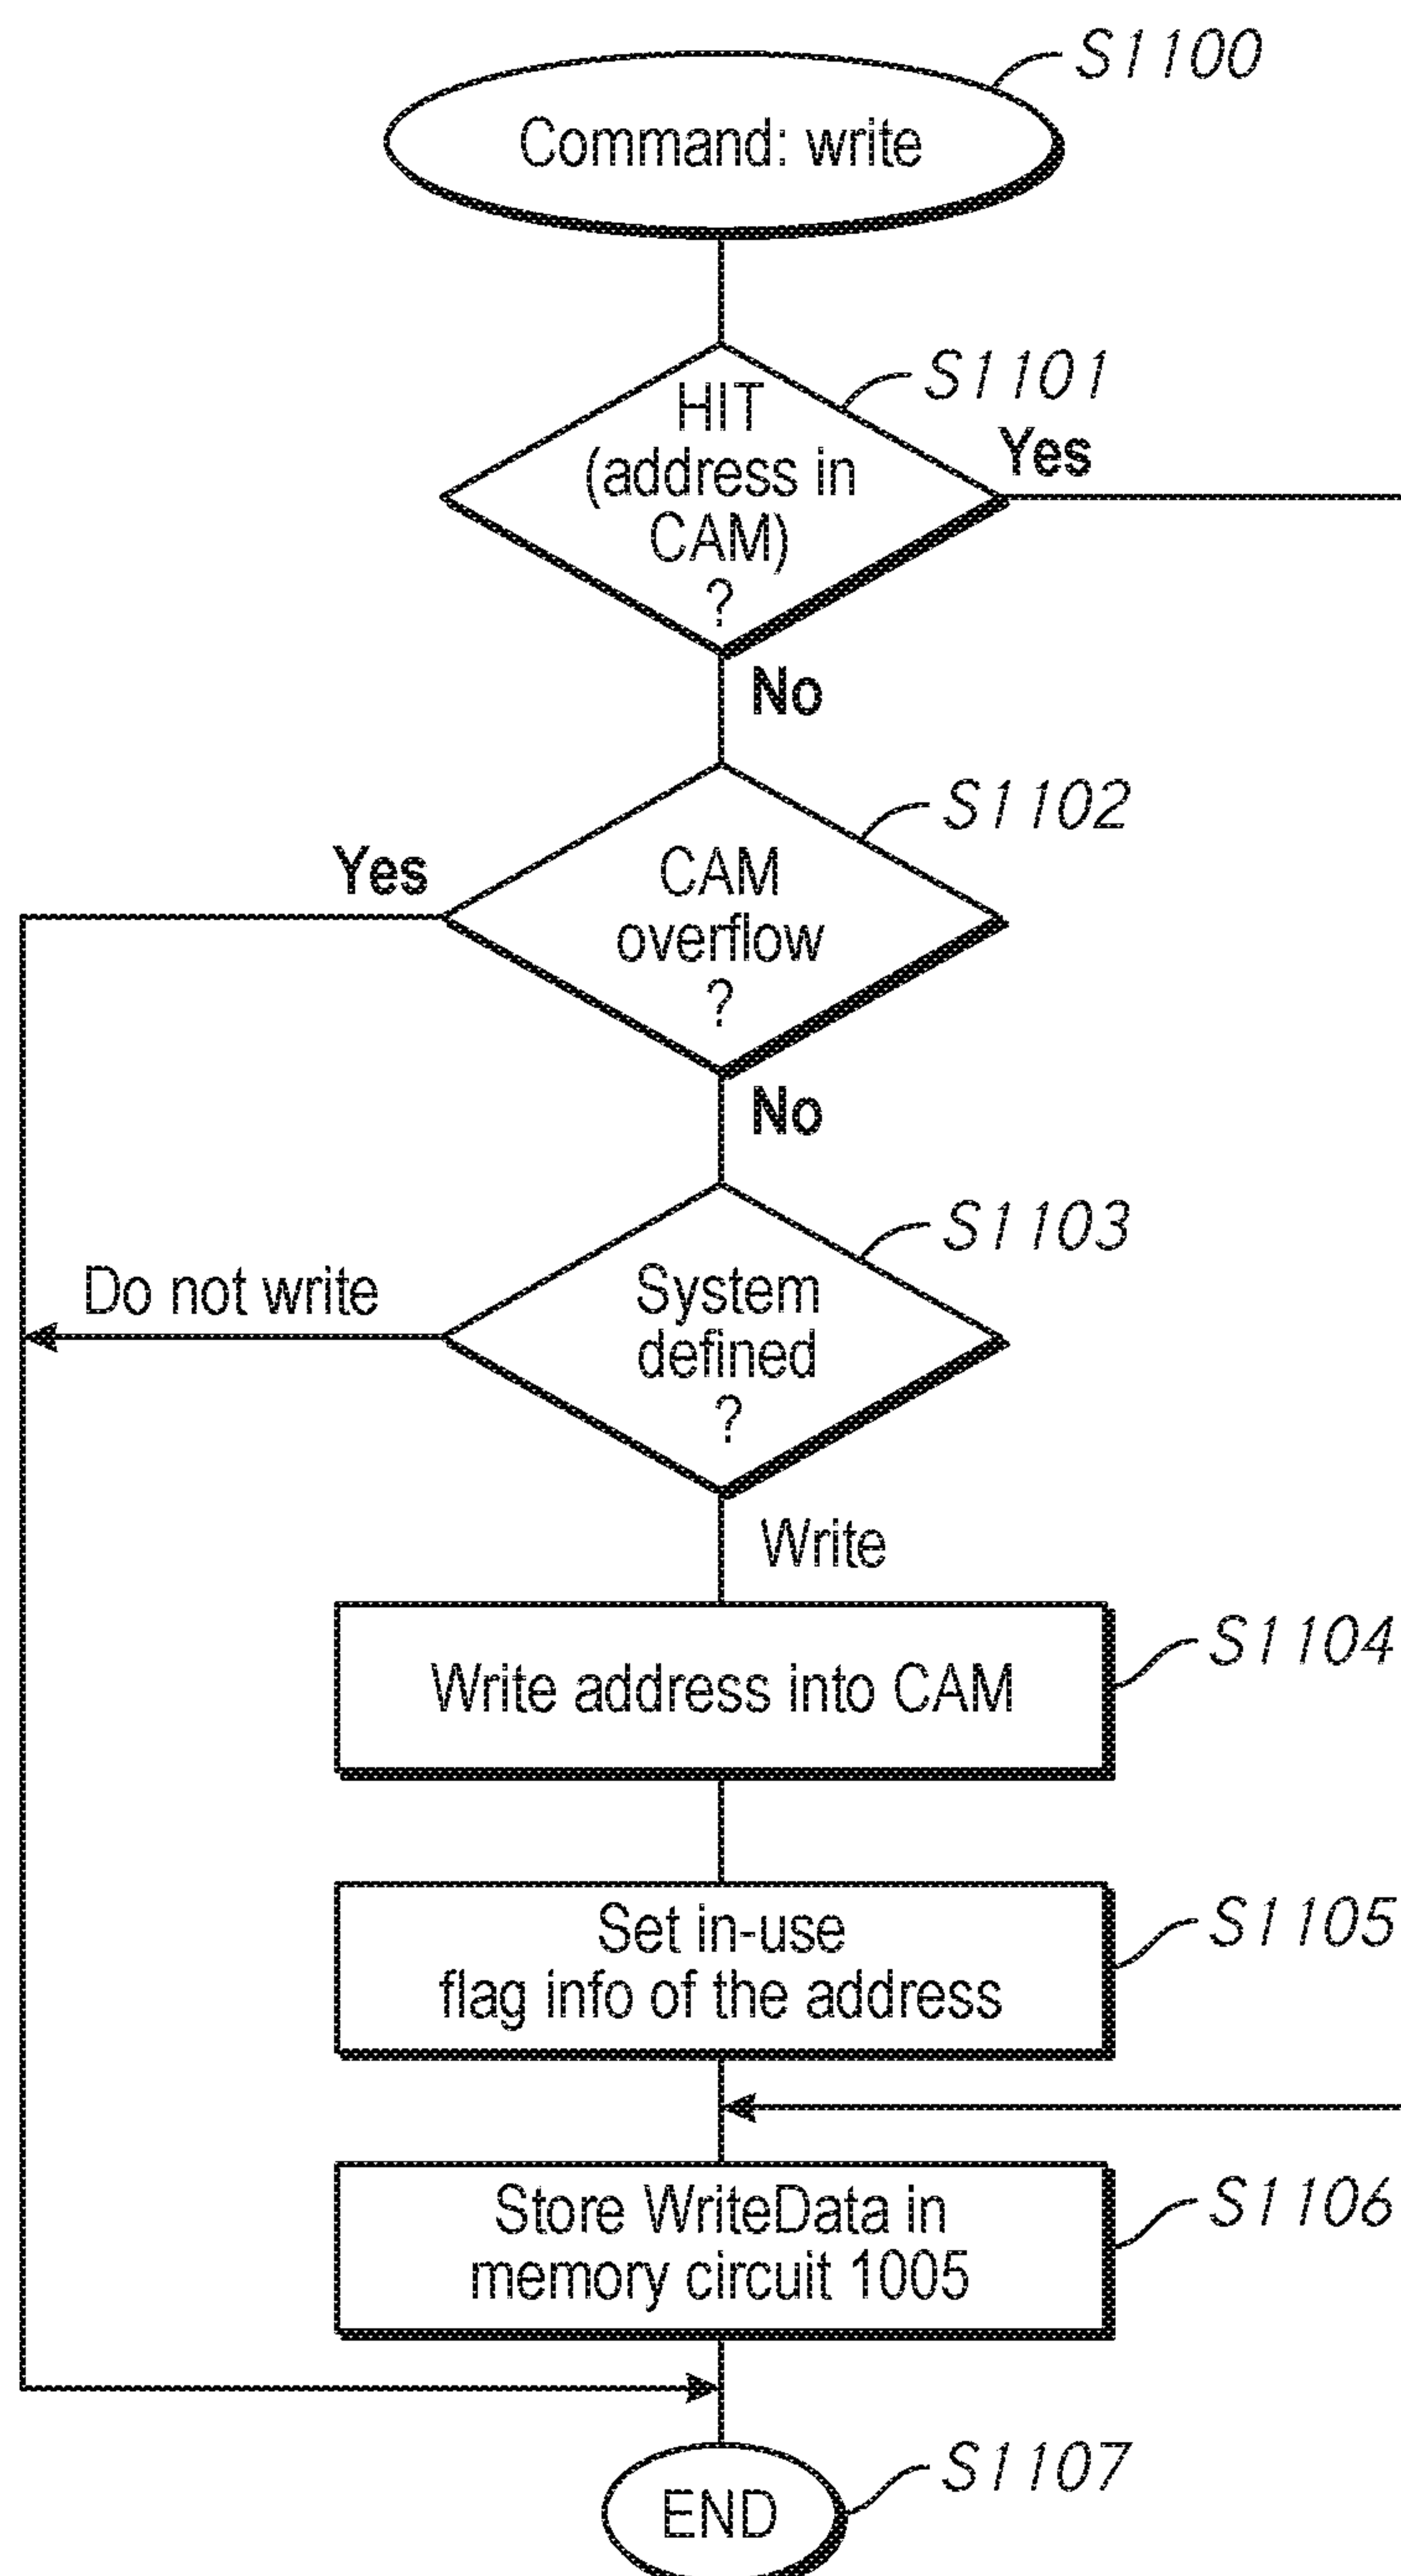 S1100
Command: write
S1101
HIT
(address in
CAM)
?
Yes
No
S1102
Yes
CAM
overflow
?
No
S1103
Do not write
System
defined
?
Write
S1104
Write address into CAM
S1105
Set in-use
flag info of the address
S1106
Store WriteData in
memory circuit 1005
S1107
END